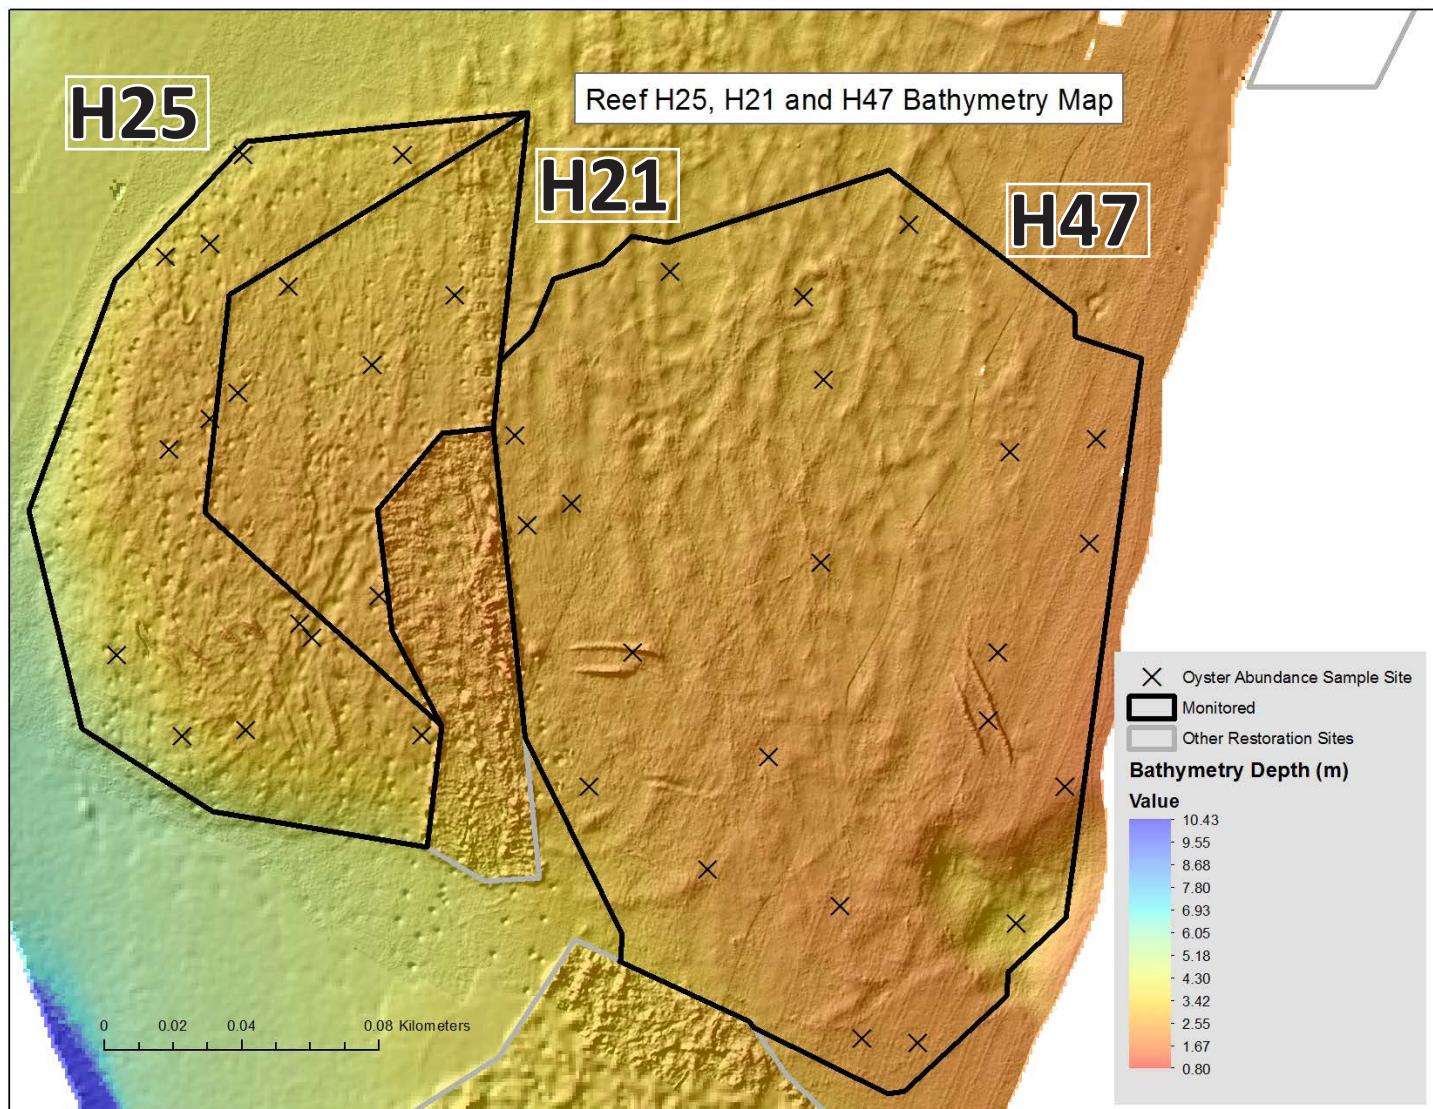 H25
Reef H25, H21 and H47 Bathymetry Map
H21
H47
Oyster Abundance Sample Site
Monitored
Other Restoration Sites
Bathymetry Depth (m)
Value
10.43
9.55
8.68
7.80
6.93
6.05
5.18
4.30
3.42
2.55
1.67
0.80
0 0.02 0.04 0.08 Kilometers